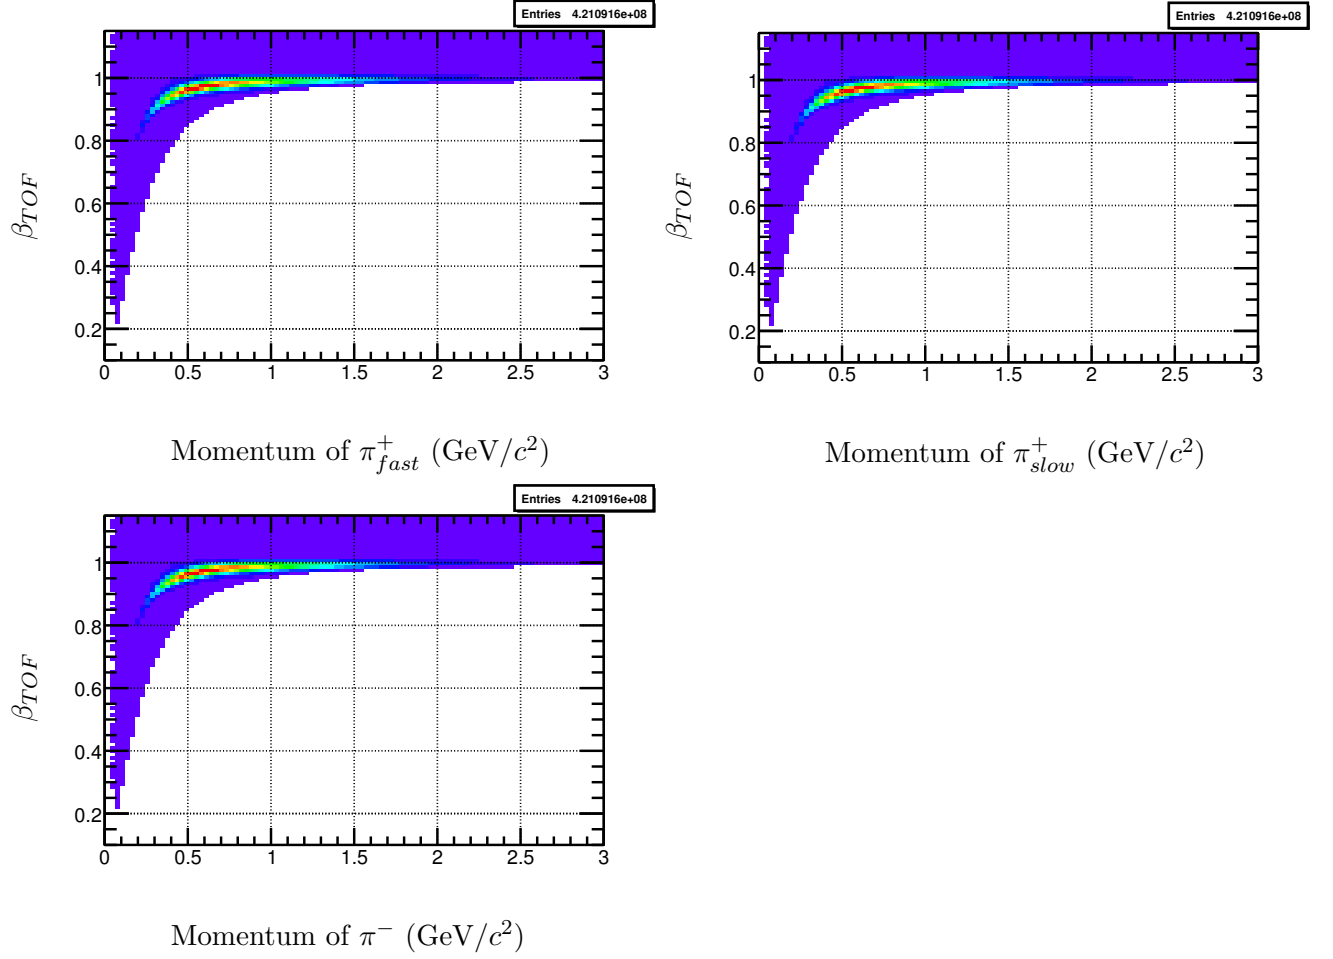 Entries 4.210916e+08
1
0.8
0.6
0.4
0.2
β_TOF
0 0.5 1 1.5 2 2.5 3
Momentum of π⁺_fast (GeV/c²)
Entries 4.210916e+08
1
0.8
0.6
0.4
0.2
β_TOF
0 0.5 1 1.5 2 2.5 3
Momentum of π⁺_slow (GeV/c²)
Entries 4.210916e+08
1
0.8
0.6
0.4
0.2
β_TOF
0 0.5 1 1.5 2 2.5 3
Momentum of π⁻ (GeV/c²)